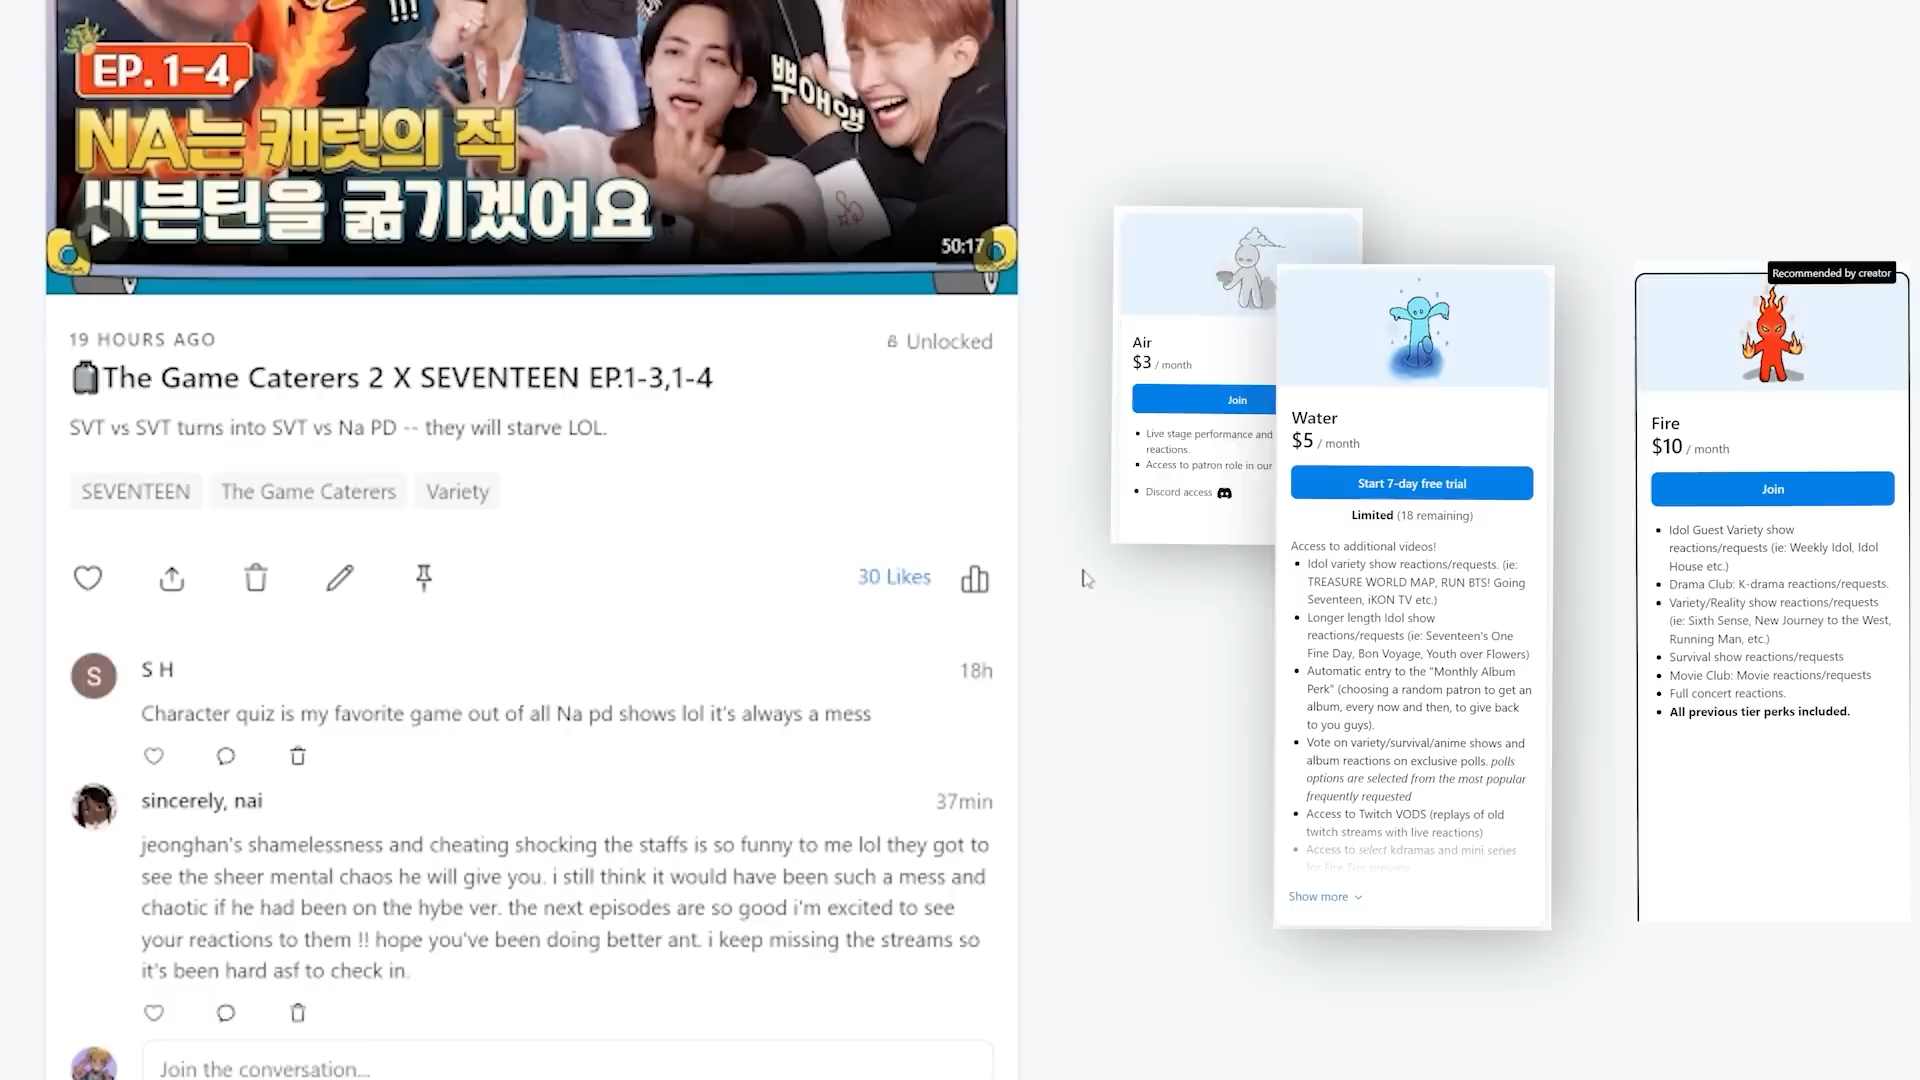 !!!
EP. 1-4
뿌애앵
NA는 캐럿의 적
세븐틴을 굶기겠어요
50:17
19 HOURS AGO
Unlocked
The Game Caterers 2 X SEVENTEEN EP.1-3,1-4
SVT vs SVT turns into SVT vs Na PD -- they will starve LOL.
SEVENTEEN
The Game Caterers
Variety
30 Likes
S
S H
18h
Character quiz is my favorite game out of all Na pd shows lol it's always a mess
sincerely, nai
37min
jeonghan's shamelessness and cheating shocking the staffs is so funny to me lol they got to
see the sheer mental chaos he will give you. i still think it would have been such a mess and
chaotic if he had been on the hybe ver. the next episodes are so good i'm excited to see
your reactions to them !! hope you've been doing better ant. i keep missing the streams so
it's been hard asf to check in.
Join the conversation...
Air
$3 / month
Join
• Live stage performance and
reactions.
• Access to patron role in our
• Discord access
Water
$5 / month
Start 7-day free trial
Limited (18 remaining)
Access to additional videos!
• Idol variety show reactions/requests. (ie:
TREASURE WORLD MAP, RUN BTS! Going
Seventeen, iKON TV etc.)
• Longer length Idol show
reactions/requests (ie: Seventeen's One
Fine Day, Bon Voyage, Youth over Flowers)
• Automatic entry to the "Monthly Album
Perk" (choosing a random patron to get an
album, every now and then, to give back
to you guys).
• Vote on variety/survival/anime shows and
album reactions on exclusive polls. polls
options are selected from the most popular
frequently requested
• Access to Twitch VODS (replays of old
twitch streams with live reactions)
• Access to select kdramas and mini series
for Fire Tier preview
Show more
Recommended by creator
Fire
$10 / month
Join
• Idol Guest Variety show
reactions/requests (ie: Weekly Idol, Idol
House etc.)
• Drama Club: K-drama reactions/requests.
• Variety/Reality show reactions/requests
(ie: Sixth Sense, New Journey to the West,
Running Man, etc.)
• Survival show reactions/requests
• Movie Club: Movie reactions/requests
• Full concert reactions.
• All previous tier perks included.